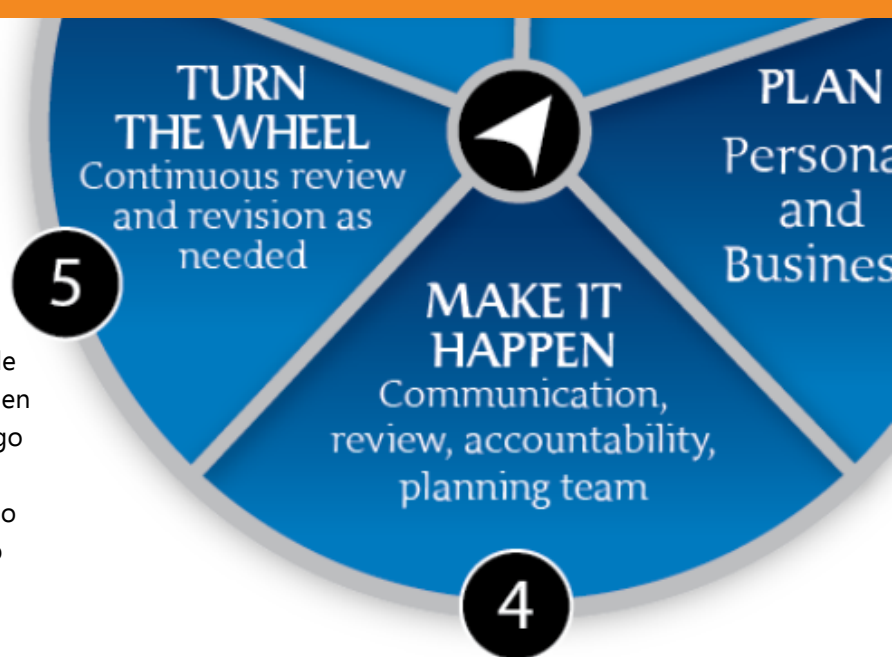 TURN
THE WHEEL
Continuous review
and revision as
needed
5
MAKE IT
HAPPEN
Communication,
review, accountability,
planning team
4
PLAN
and